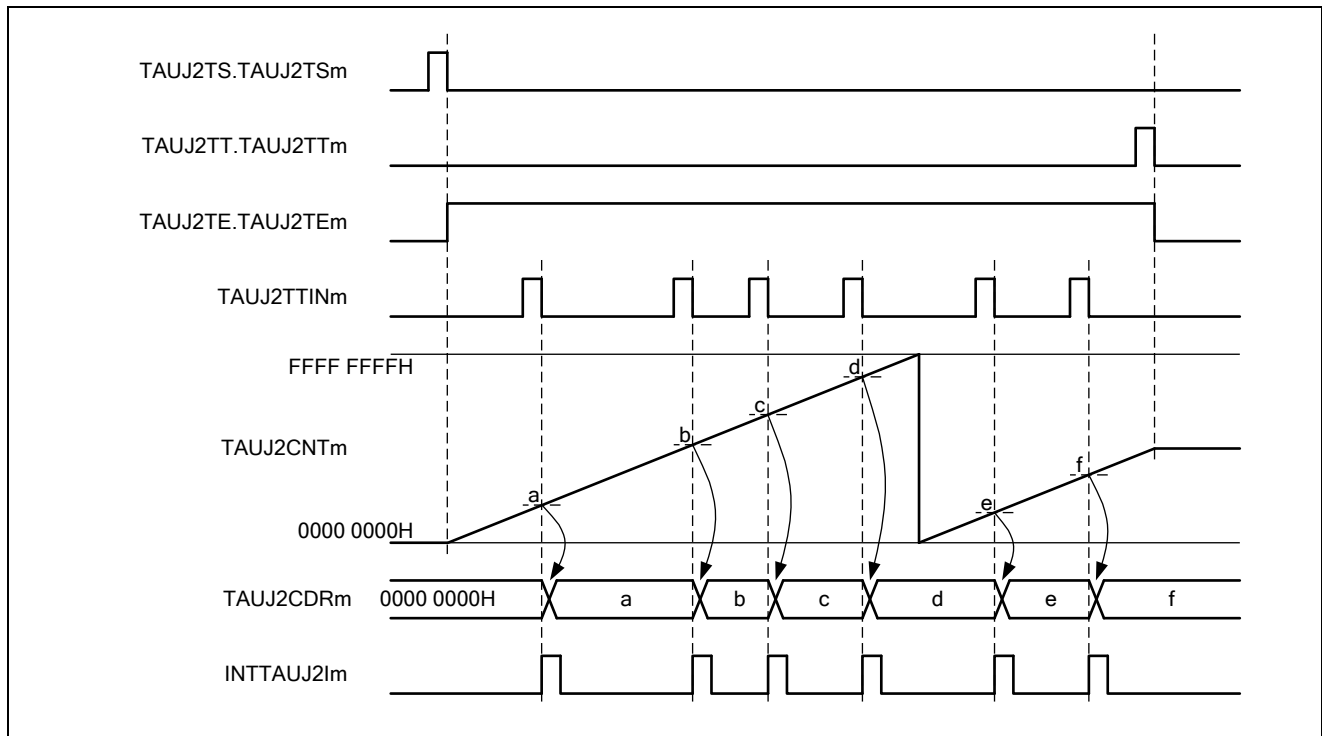 TAUJ2TS.TAUJ2TSm
TAUJ2TT.TAUJ2TTm
TAUJ2TE.TAUJ2TEm
TAUJ2TTINm
FFFF FFFFH
d
c
b
TAUJ2CNTm
f
a
e
0000 0000H
TAUJ2CDRm 0000 0000H a b c d e f
INTTAUJ2Im